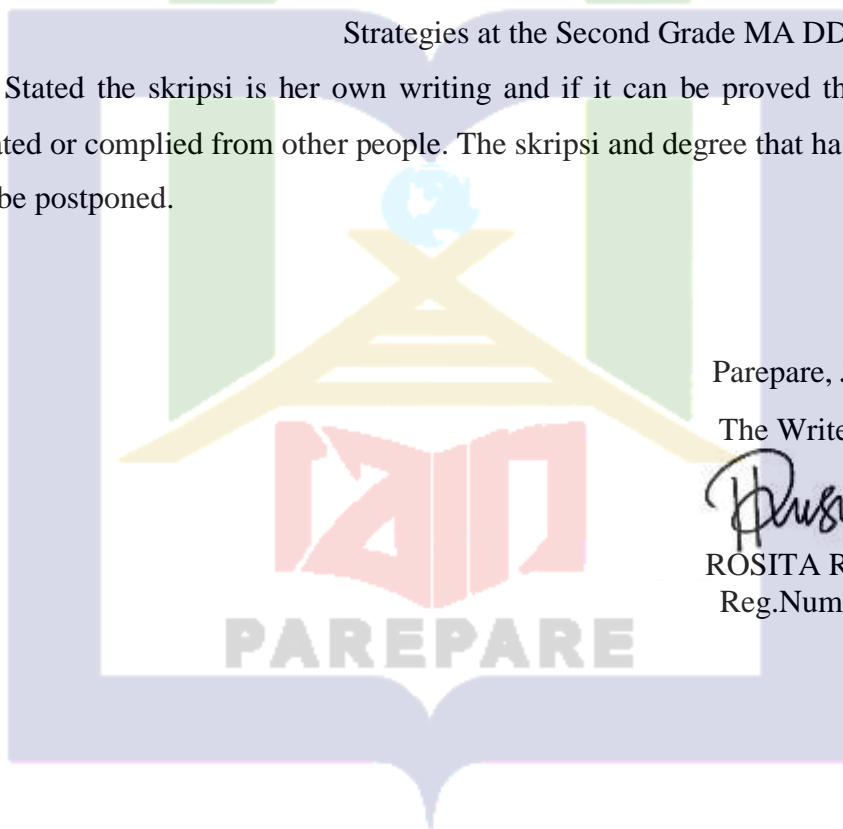 Strategies at the Second Grade MA DD
Stated the skripsi is her own writing and if it can be proved th
ated or complied from other people. The skripsi and degree that ha
be postponed.
Parepare, J
The Write
ROSITA R
Reg.Num
IAIN
PAREPARE